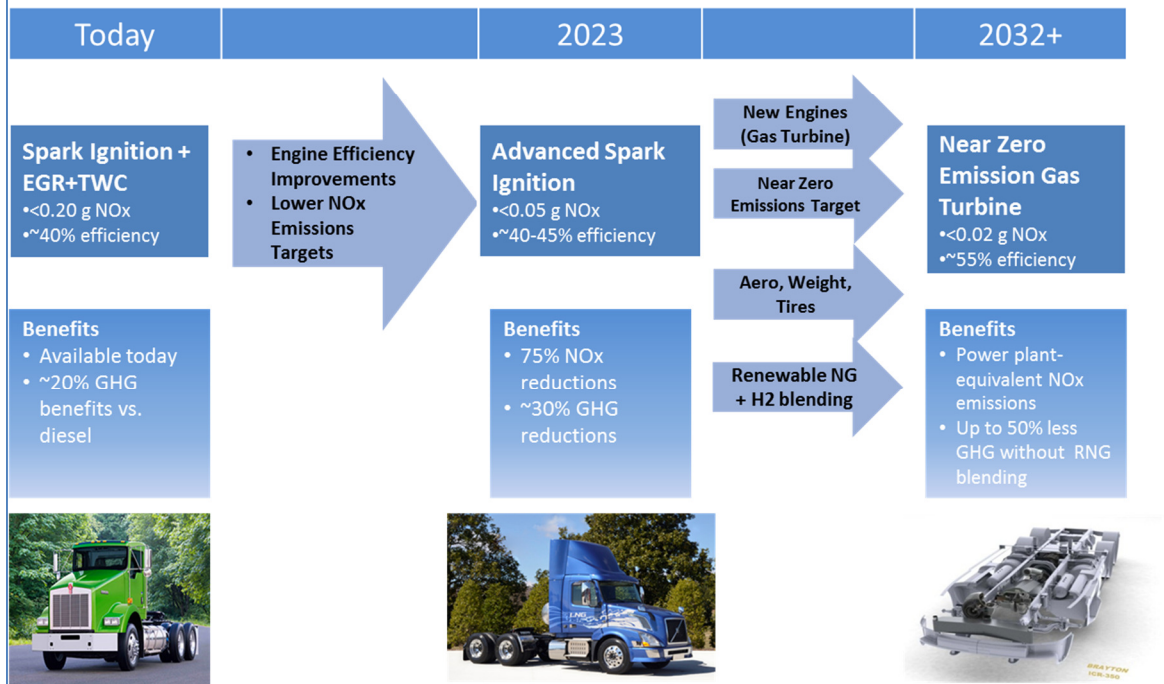 Today
2023
2032+
Spark Ignition +
EGR+TWC
•<0.20 g NOx
•~40% efficiency
• Engine Efficiency
Improvements
• Lower NOx
Emissions
Targets
Advanced Spark
Ignition
•<0.05 g NOx
•~40-45% efficiency
New Engines
(Gas Turbine)
Near Zero
Emissions Target
Aero, Weight,
Tires
Renewable NG
+ H2 blending
Near Zero
Emission Gas
Turbine
•<0.02 g NOx
•~55% efficiency
Benefits
• Available today
• ~20% GHG
benefits vs.
diesel
Benefits
• 75% NOx
reductions
• ~30% GHG
reductions
Benefits
• Power plant-
equivalent NOx
emissions
• Up to 50% less
GHG without RNG
blending
LNG
BRAYTON
ICR-350